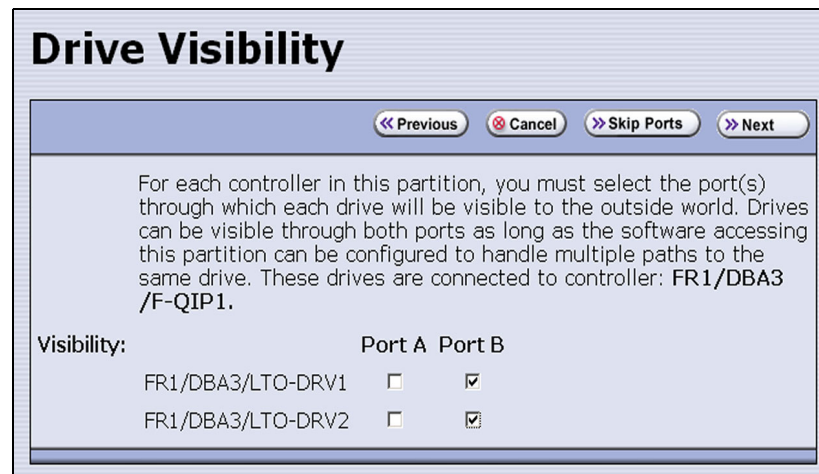 Drive Visibility
Previous Cancel Skip Ports Next
For each controller in this partition, you must select the port(s)
through which each drive will be visible to the outside world. Drives
can be visible through both ports as long as the software accessing
this partition can be configured to handle multiple paths to the
same drive. These drives are connected to controller: FR1/DBA3
/F-QIP1.
Visibility: Port A Port B
FR1/DBA3/LTO-DRV1
FR1/DBA3/LTO-DRV2